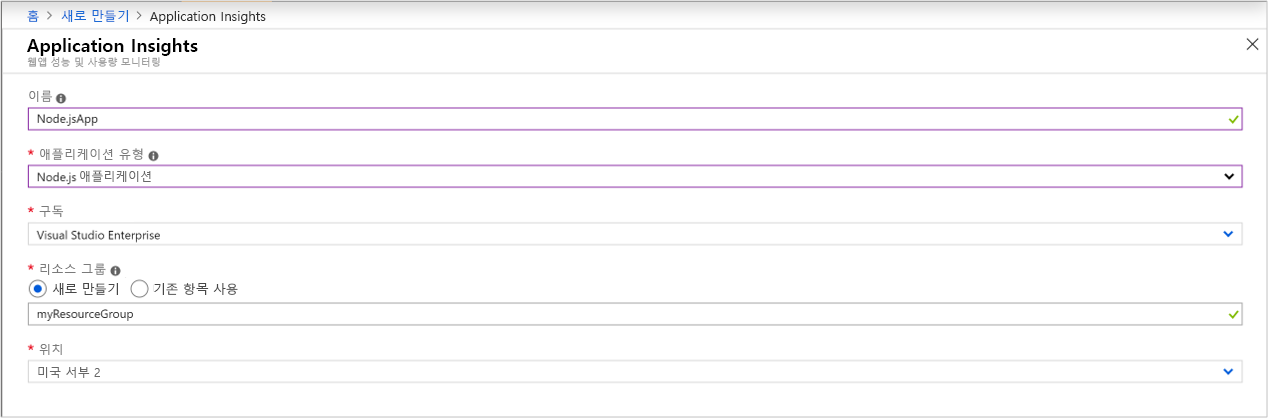 홈 > 새로 만들기 > Application Insights
Application Insights
웹앱 성능 및 사용량 모니터링
이름
Node.jsApp
* 애플리케이션 유형
Node.js 애플리케이션
* 구독
Visual Studio Enterprise
* 리소스 그룹
새로 만들기 기존 항목 사용
myResourceGroup
* 위치
미국 서부 2